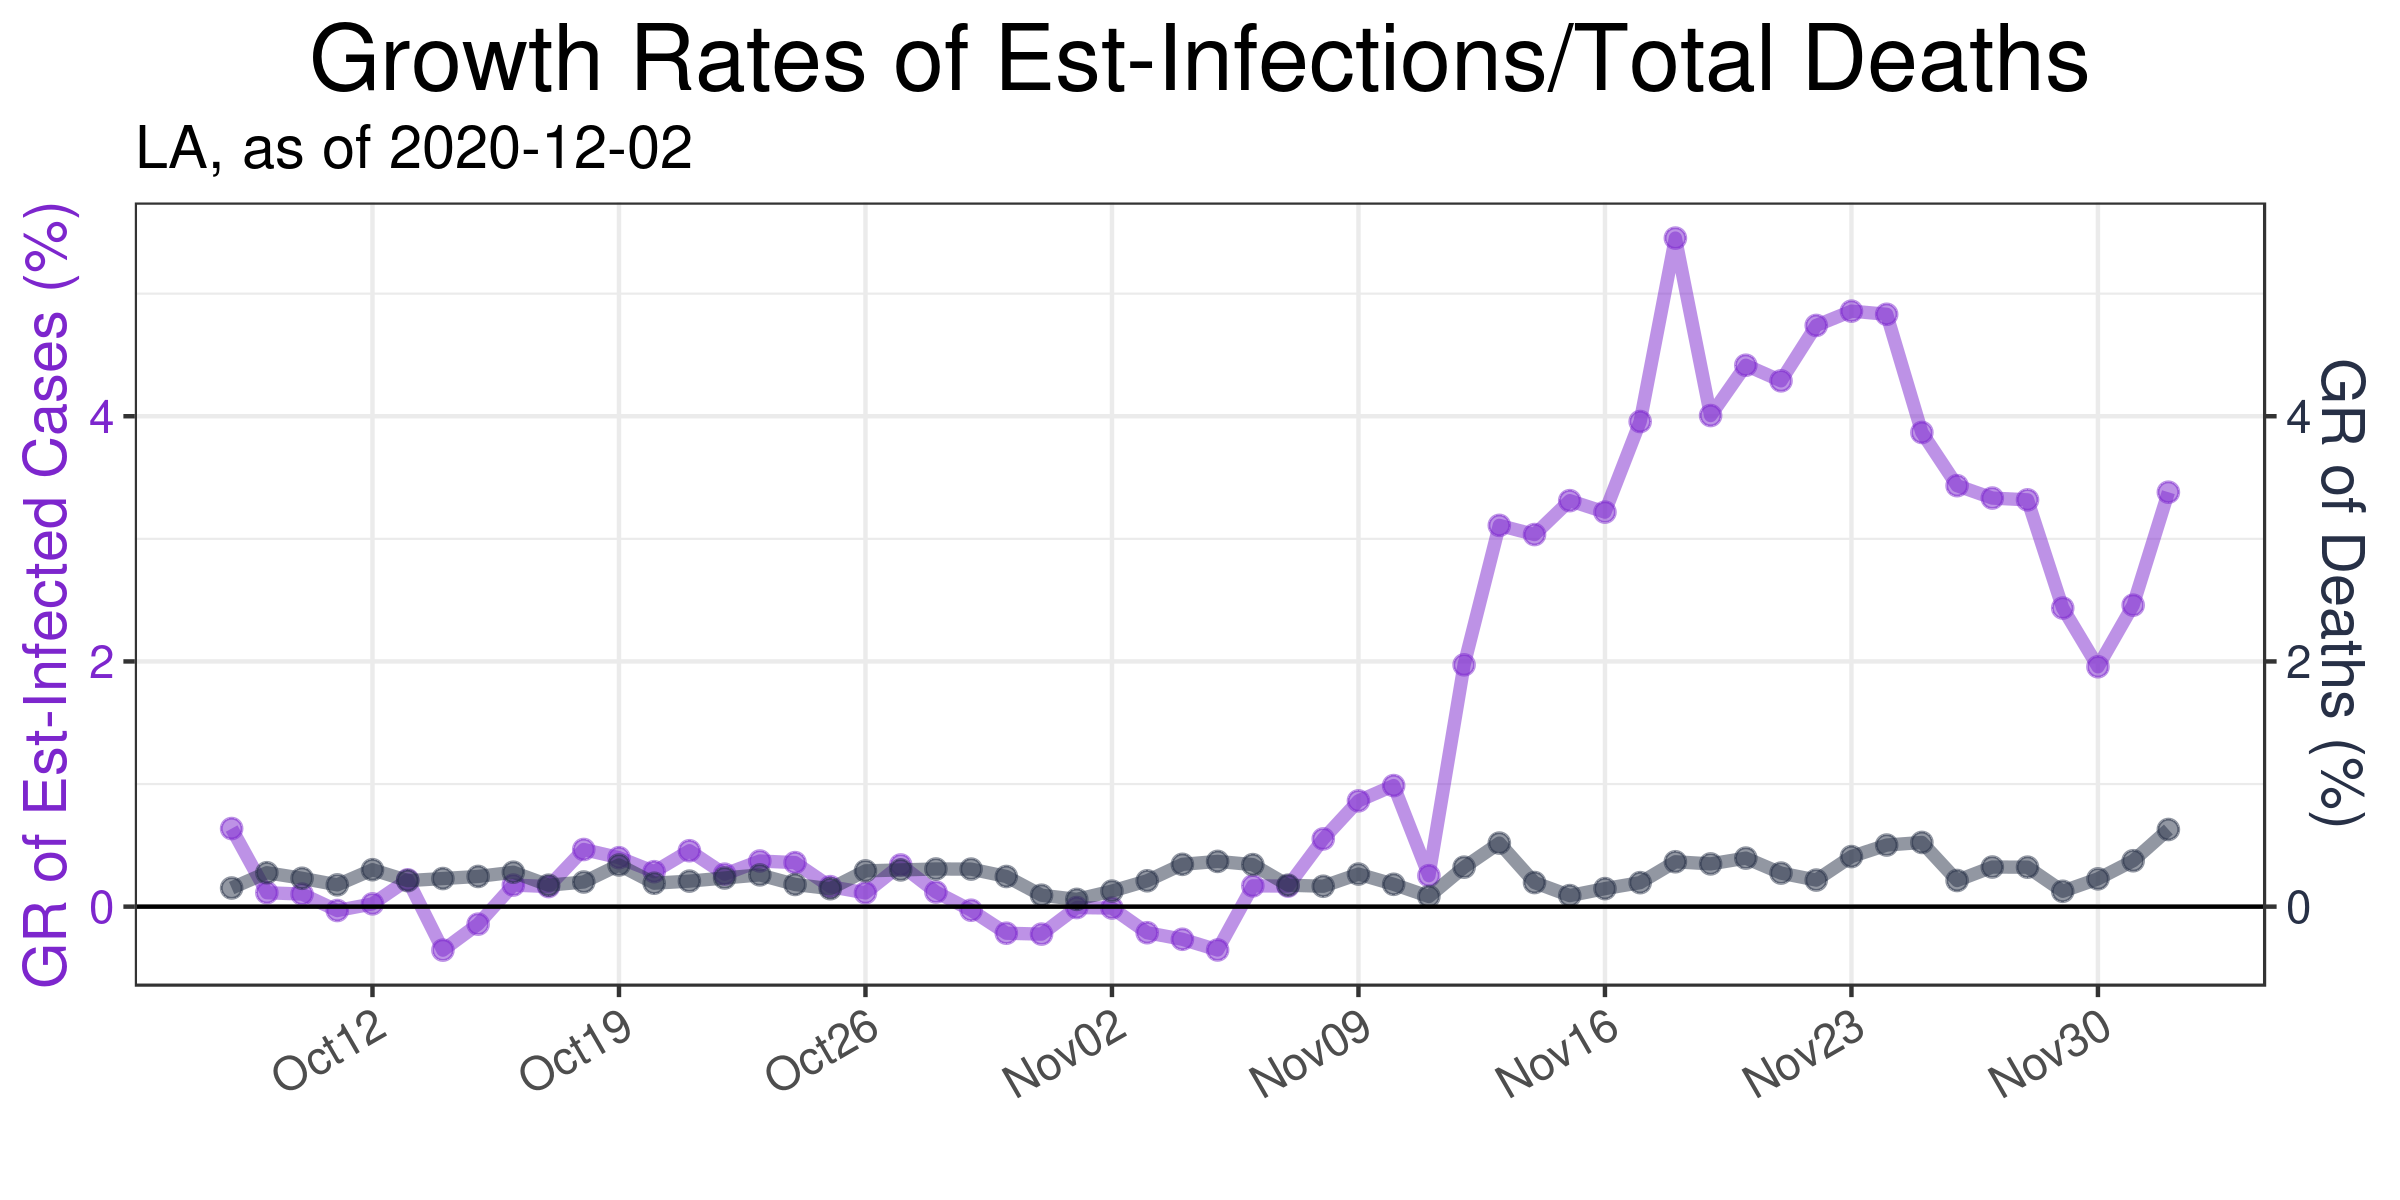 Growth Rates of Est-Infections/Total Deaths
LA, as of 2020-12-02
GR of Est-Infected Cases (%)
4
2
0
4
2
0
GR of Deaths (%)
Oct12
Oct19
Oct26
Nov02
Nov09
Nov16
Nov23
Nov30